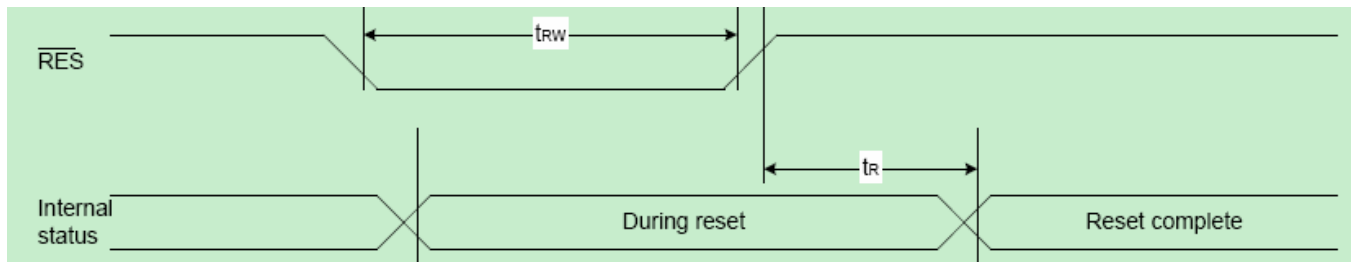 tRW
RES
tR
Internal
status
During reset
Reset complete